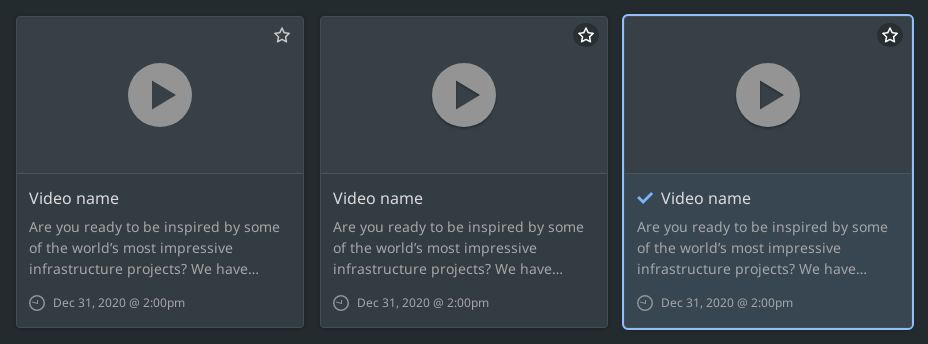 Video name
Are you ready to be inspired by some
of the world’s most impressive
infrastructure projects? We have...
Dec 31, 2020 @ 2:00pm
Video name
Are you ready to be inspired by some
of the world’s most impressive
infrastructure projects? We have...
Dec 31, 2020 @ 2:00pm
Video name
Are you ready to be inspired by some
of the world’s most impressive
infrastructure projects? We have...
Dec 31, 2020 @ 2:00pm